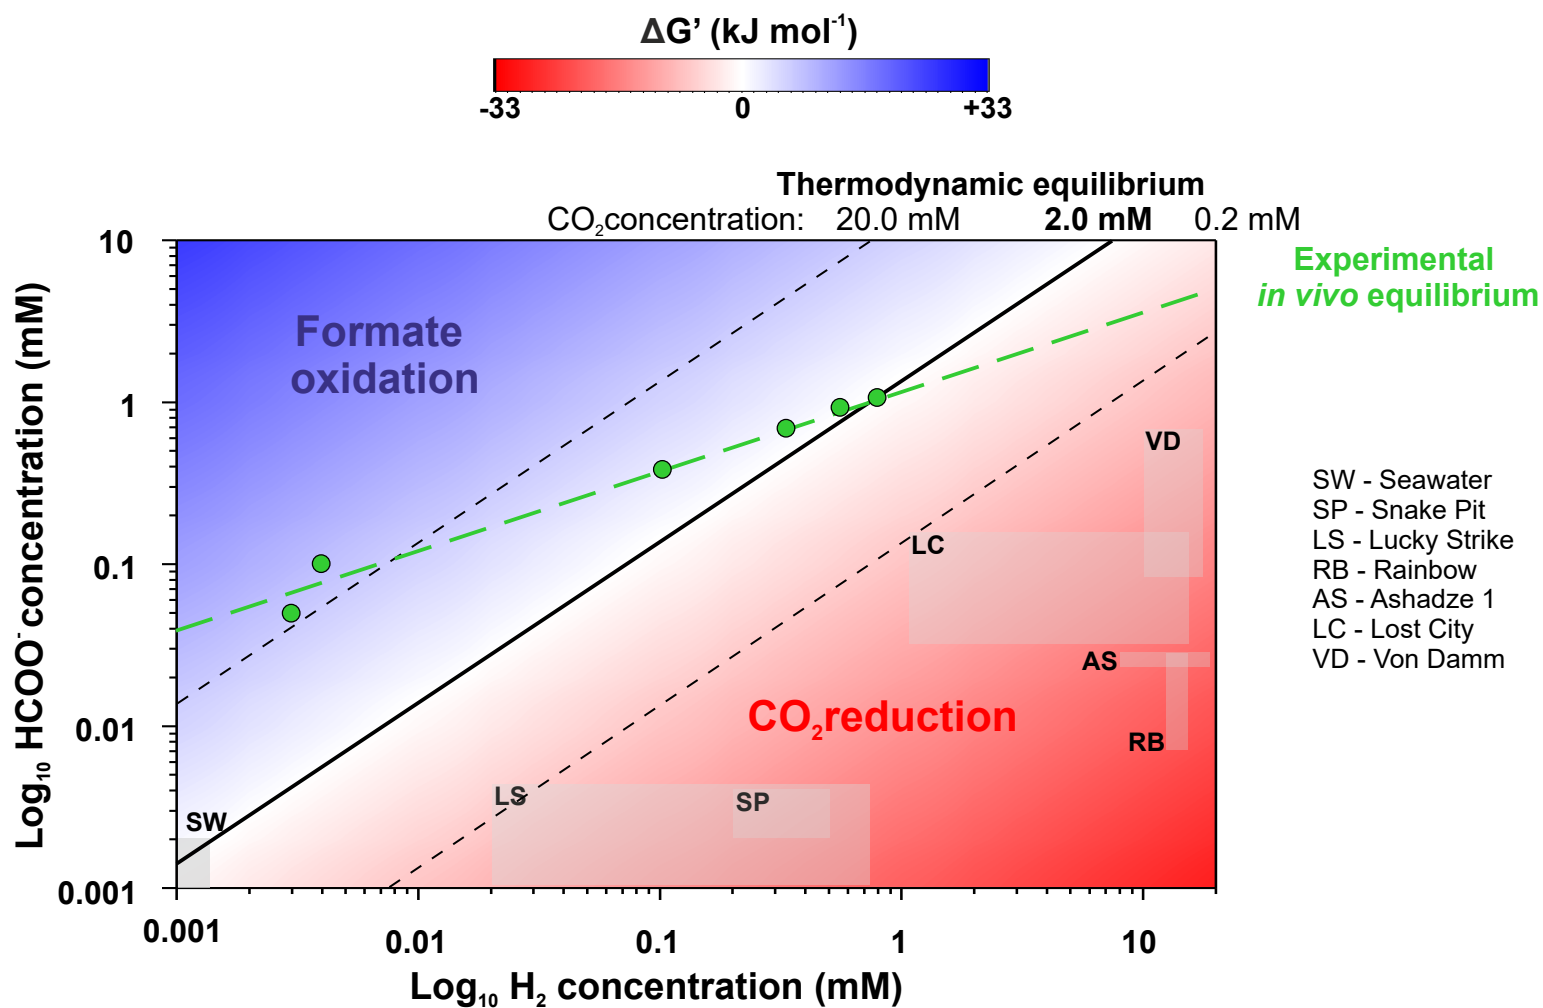 ΔG’ (kJ mol⁻¹)
-33 0 +33
Thermodynamic equilibrium
CO₂concentration: 20.0 mM 2.0 mM 0.2 mM
Experimental
in vivo equilibrium
Log₁₀ HCOO⁻ concentration (mM)
10
1
0.1
0.01
0.001
Formate
oxidation
CO₂reduction
VD
LC
AS
RB
LS
SP
SW
SW - Seawater
SP - Snake Pit
LS - Lucky Strike
RB - Rainbow
AS - Ashadze 1
LC - Lost City
VD - Von Damm
0.001 0.01 0.1 1 10
Log₁₀ H₂ concentration (mM)